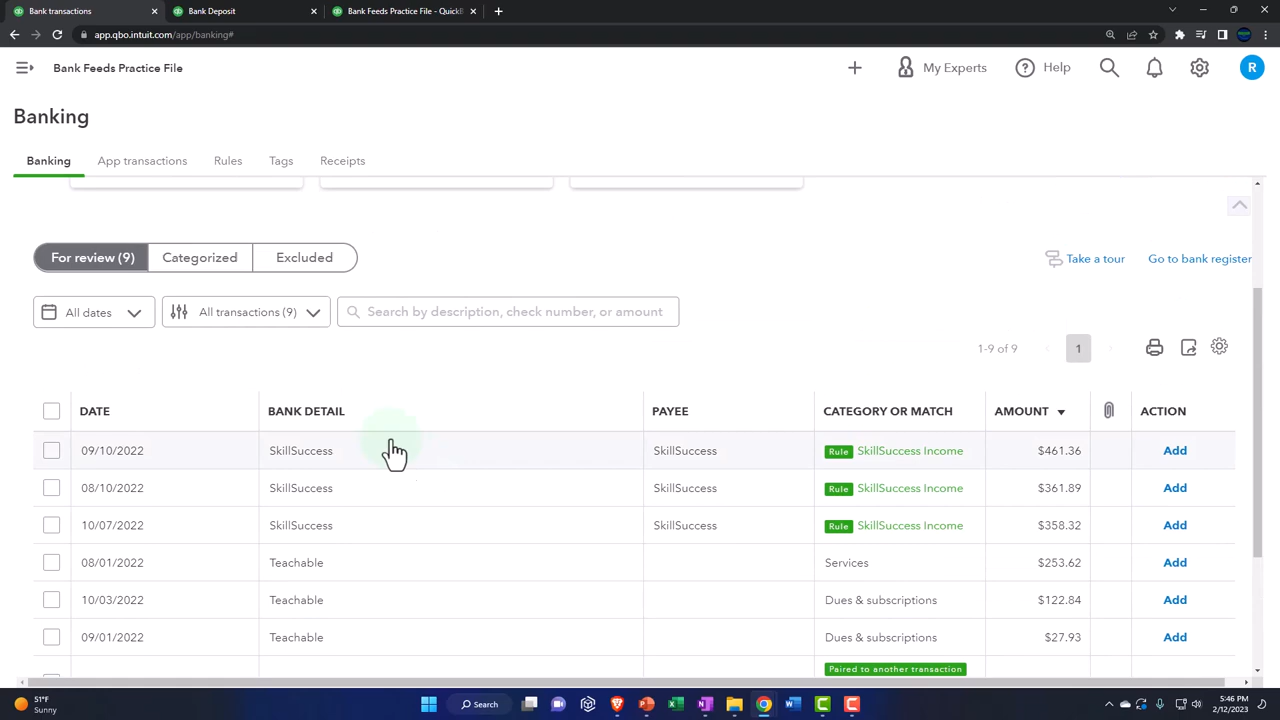 Bank transactions
Bank Deposit
Bank Feeds Practice File – QuickB
app.qbo.intuit.com/app/banking#
Bank Feeds Practice File
My Experts
Help
R
Banking
Banking App transactions Rules Tags Receipts
For review (9) Categorized Excluded
Take a tour Go to bank register
All dates All transactions (9) Search by description, check number, or amount
1-9 of 9 1
DATE BANK DETAIL PAYEE CATEGORY OR MATCH AMOUNT ACTION
09/10/2022 SkillSuccess SkillSuccess Rule SkillSuccess Income $461.36 Add
08/10/2022 SkillSuccess SkillSuccess Rule SkillSuccess Income $361.89 Add
10/07/2022 SkillSuccess SkillSuccess Rule SkillSuccess Income $358.32 Add
08/01/2022 Teachable Services $253.62 Add
10/03/2022 Teachable Dues & subscriptions $122.84 Add
09/01/2022 Teachable Dues & subscriptions $27.93 Add
Paired to another transaction
51°F
Sunny
Search
5:46 PM
2/12/2023